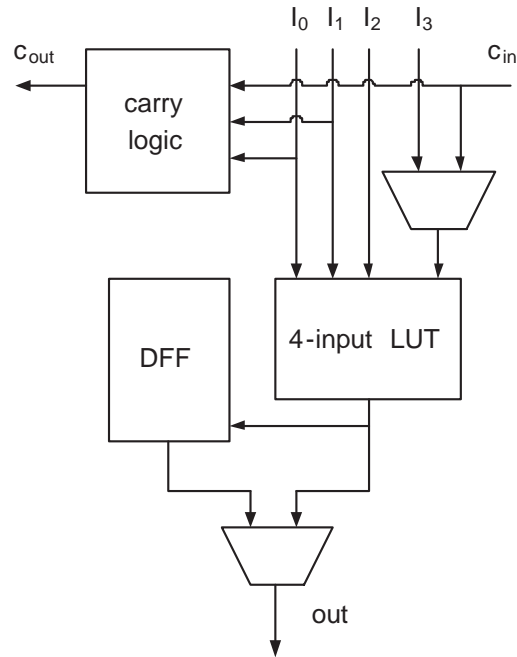 I0 I1 I2 I3
cout
cin
carry
logic
4-input LUT
DFF
out